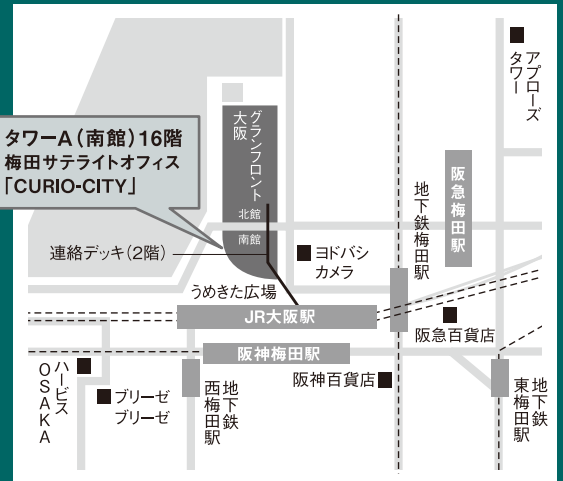 アプローズ
タワー
タワーA（南館）16階
梅田サテライトオフィス
「CURIO-CITY」
グランフロント
大阪
北館
南館
連絡デッキ（2階）
ヨドバシ
カメラ
うめきた広場
地下鉄梅田駅
阪急梅田駅
JR大阪駅
阪急百貨店
阪神梅田駅
阪神百貨店
ハービス
OSAKA
ブリーゼ
ブリーゼ
地下鉄
西梅田駅
地下鉄
東梅田駅